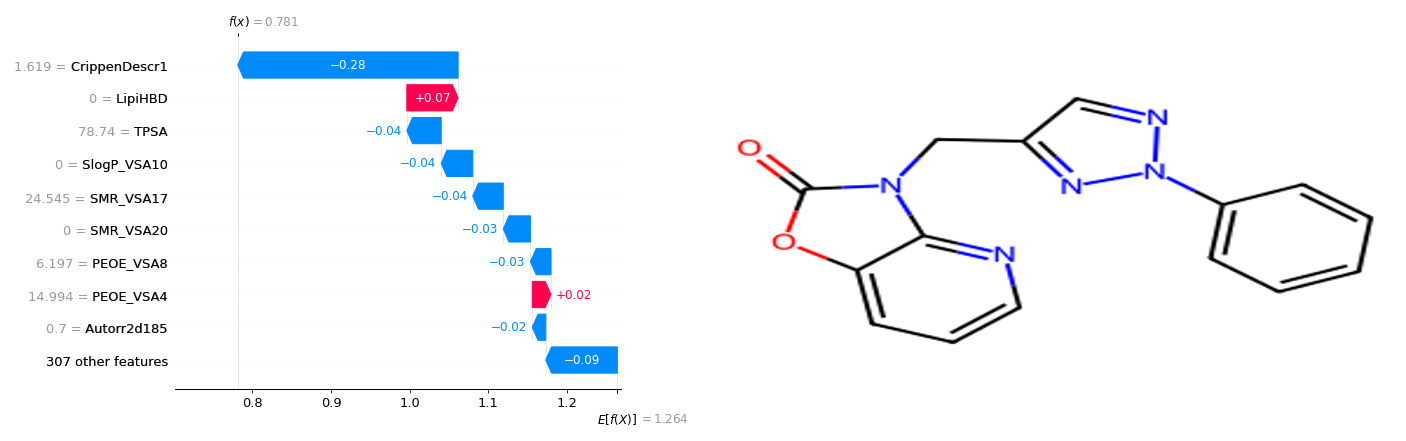 f(x) = 0.781
1.619 = CrippenDescr1
−0.28
0 = LipiHBD
+0.07
78.74 = TPSA
−0.04
0 = SlogP_VSA10
−0.04
24.545 = SMR_VSA17
−0.04
0 = SMR_VSA20
−0.03
6.197 = PEOE_VSA8
−0.03
14.994 = PEOE_VSA4
+0.02
0.7 = Autorr2d185
−0.02
307 other features
−0.09
0.8 0.9 1.0 1.1 1.2
E[f(X)] = 1.264
O
N
N
N
N
O
N